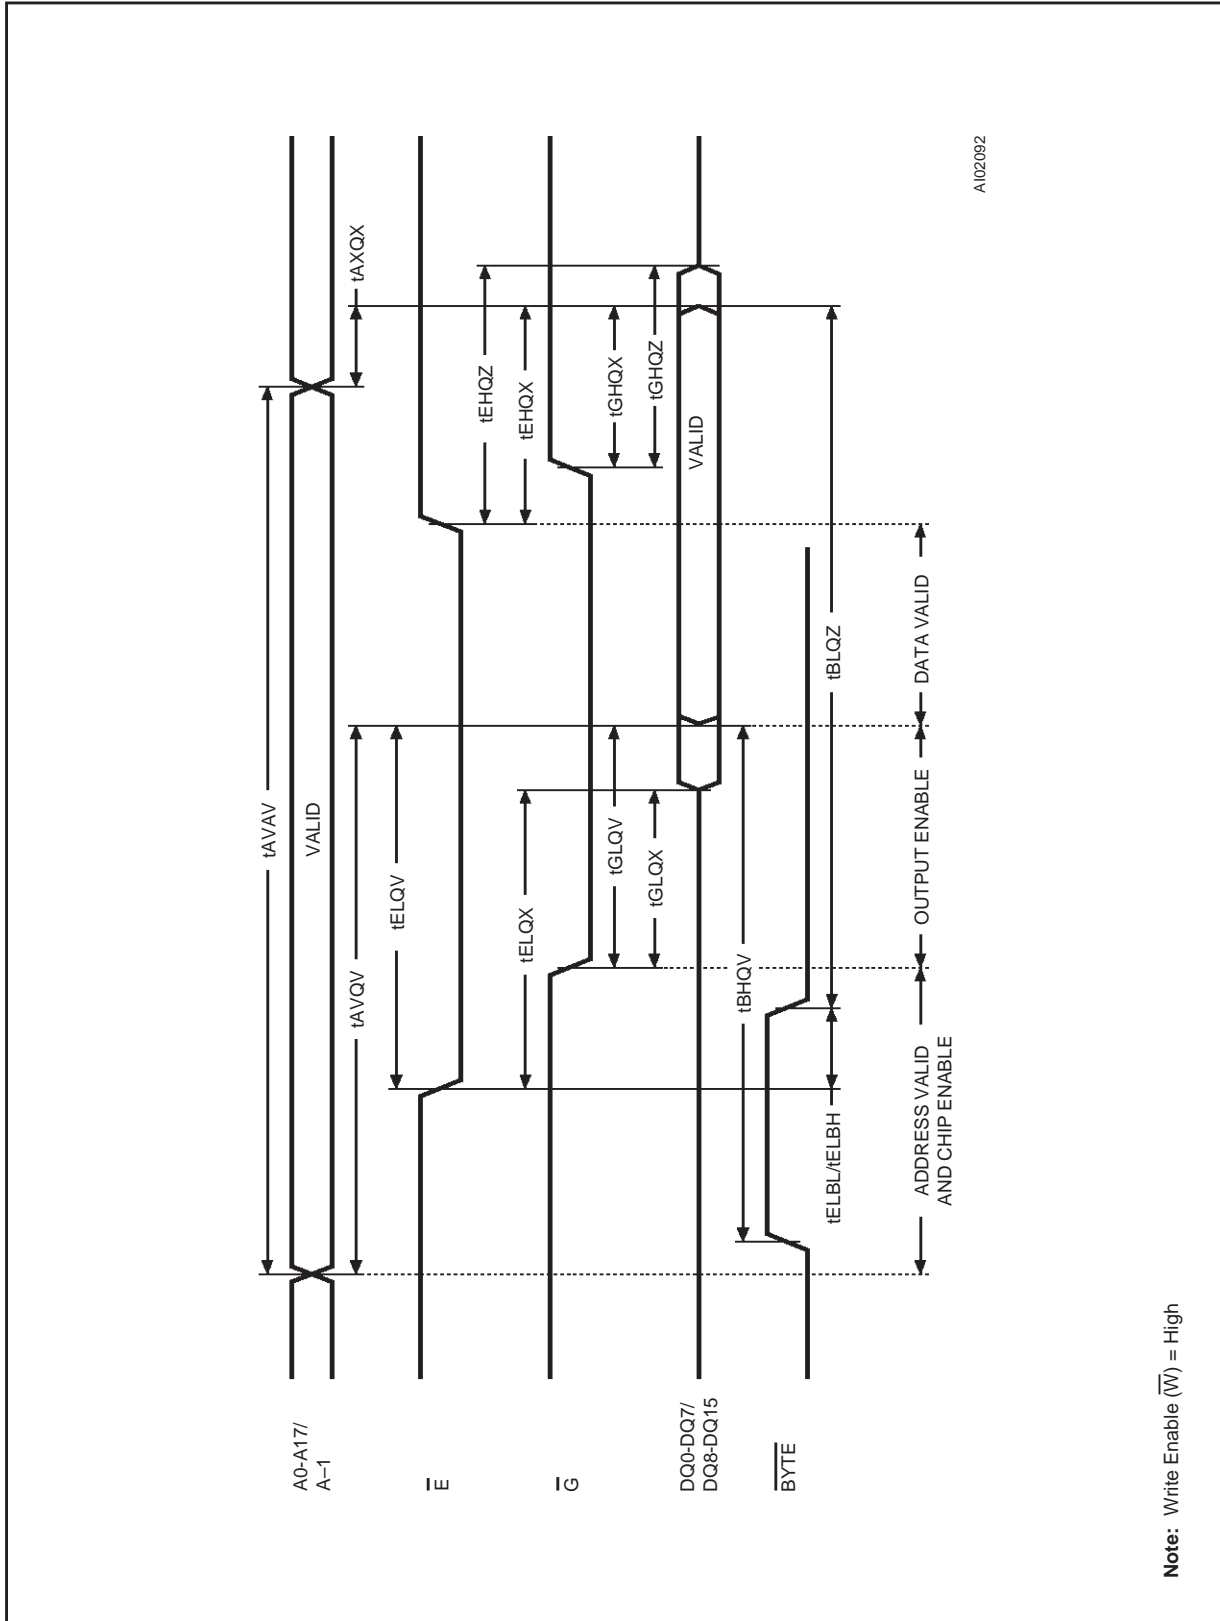 tAVAV
A0-A17/
A–1
VALID
tAVQV
tAXQX
tELQV
E
tEHQZ
tELQX
tEHQX
G
tGLQV
tGHQX
tGLQX
tGHQZ
DQ0-DQ7/
DQ8-DQ15
VALID
tBHQV
BYTE
tELBL/tELBH
tBLQZ
ADDRESS VALID
AND CHIP ENABLE
OUTPUT ENABLE
DATA VALID
AI02092
Note: Write Enable (W) = High